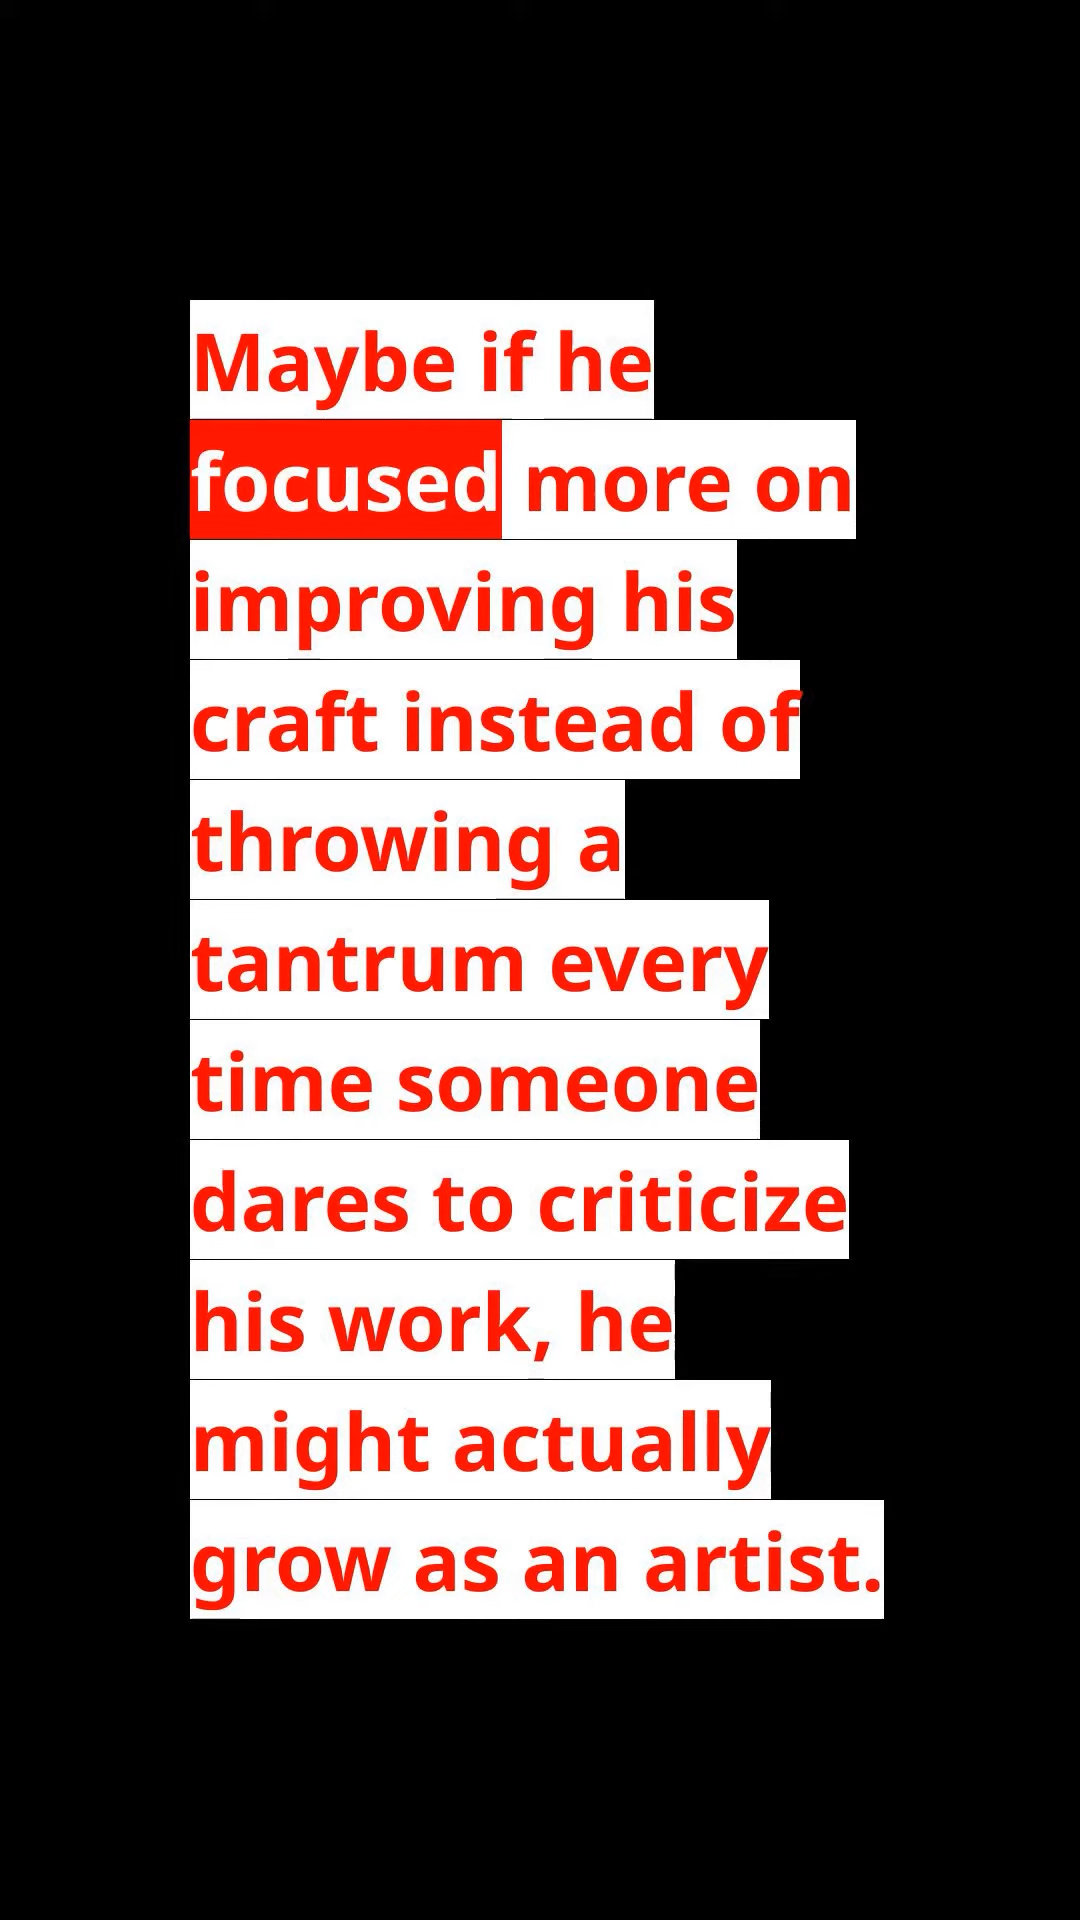 Maybe if he
focused more on
improving his
craft instead of
throwing a
tantrum every
time someone
dares to criticize
his work, he
might actually
grow as an artist.